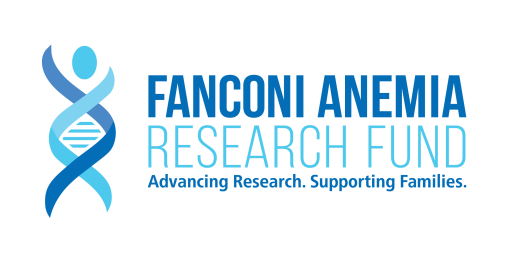 FANCONI ANEMIA
RESEARCH FUND
Advancing Research. Supporting Families.